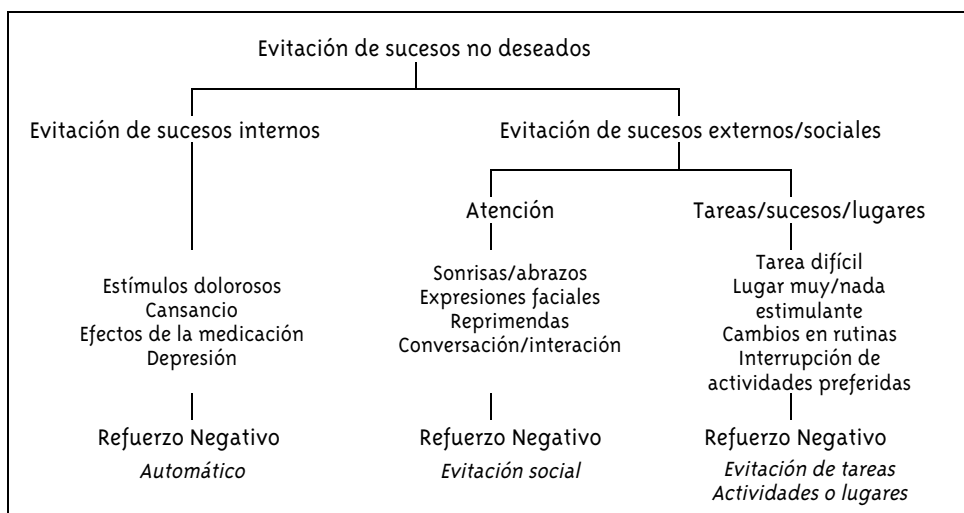 Evitación de sucesos no deseados
Evitación de sucesos internos
Evitación de sucesos externos/sociales
Atención
Tareas/sucesos/lugares
Estímulos dolorosos
Cansancio
Efectos de la medicación
Depresión
Sonrisas/abrazos
Expresiones faciales
Reprimendas
Conversación/interación
Tarea difícil
Lugar muy/nada
estimulante
Cambios en rutinas
Interrupción de
actividades preferidas
Refuerzo Negativo
Automático
Refuerzo Negativo
Evitación social
Refuerzo Negativo
Evitación de tareas
Actividades o lugares